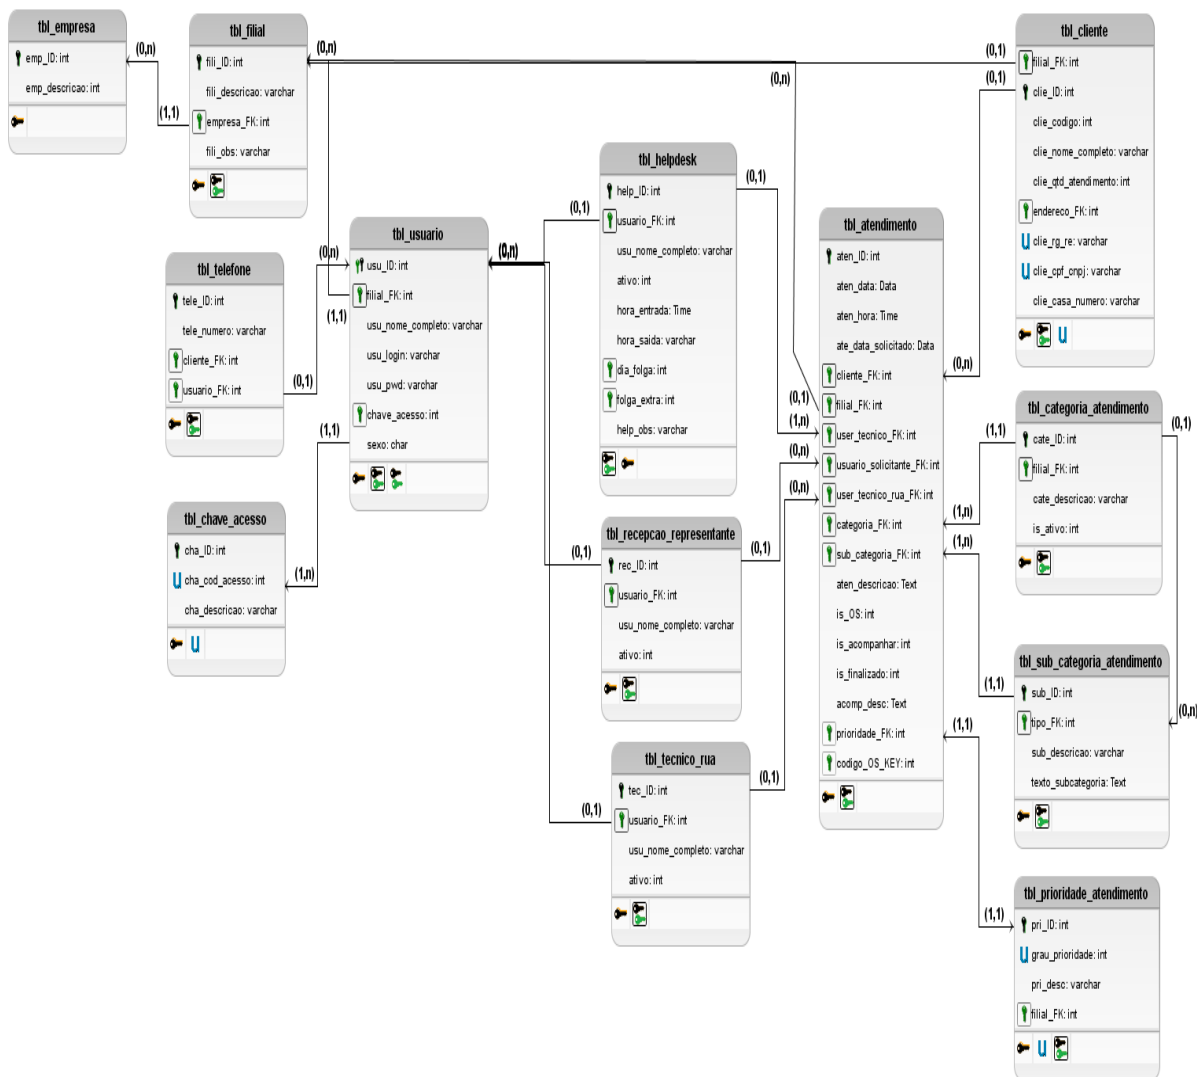 tbl_empresa
emp_ID: int
emp_descricao: int
(0,n)
(1,1)
tbl_filial
fili_ID: int
fili_descricao: varchar
empresa_FK: int
fili_obs: varchar
(0,n)
(0,n)
(0,1)
(0,1)
tbl_cliente
filial_FK: int
clie_ID: int
clie_codigo: int
clie_nome_completo: varchar
clie_qtd_atendimento: int
endereco_FK: int
u clie_rg_re: varchar
u clie_cpf_cnpj: varchar
clie_casa_numero: varchar
u
(0,n)
tbl_telefone
tele_ID: int
tele_numero: varchar
cliente_FK: int
usuario_FK: int
(0,1)
(0,n)
(1,1)
tbl_usuario
usu_ID: int
filial_FK: int
usu_nome_completo: varchar
usu_login: varchar
usu_pwd: varchar
chave_acesso: int
sexo: char
(1,1)
(0,n)
tbl_chave_acesso
cha_ID: int
u cha_cod_acesso: int
cha_descricao: varchar
u
(1,n)
tbl_helpdesk
help_ID: int
usuario_FK: int
usu_nome_completo: varchar
ativo: int
hora_entrada: Time
hora_saida: varchar
dia_folga: int
folga_extra: int
help_obs: varchar
(0,1)
(0,1)
tbl_recepcao_representante
rec_ID: int
usuario_FK: int
usu_nome_completo: varchar
ativo: int
(0,1)
(0,1)
tbl_tecnico_rua
tec_ID: int
usuario_FK: int
usu_nome_completo: varchar
ativo: int
(0,1)
(0,1)
tbl_atendimento
aten_ID: int
aten_data: Data
aten_hora: Time
ate_data_solicitado: Data
cliente_FK: int
filial_FK: int
user_tecnico_FK: int
usuario_solicitante_FK: int
user_tecnico_rua_FK: int
categoria_FK: int
sub_categoria_FK: int
aten_descricao: Text
is_OS: int
is_acompanhar: int
is_finalizado: int
acomp_desc: Text
prioridade_FK: int
codigo_OS_KEY: int
(0,1)
(1,n)
(0,n)
(0,n)
(1,n)
(1,n)
(1,1)
tbl_categoria_atendimento
cate_ID: int
filial_FK: int
cate_descricao: varchar
is_ativo: int
(1,1)
(0,1)
tbl_sub_categoria_atendimento
sub_ID: int
tipo_FK: int
sub_descricao: varchar
texto_subcategoria: Text
(1,1)
(0,n)
tbl_prioridade_atendimento
pri_ID: int
u grau_prioridade: int
pri_desc: varchar
filial_FK: int
u
(1,1)